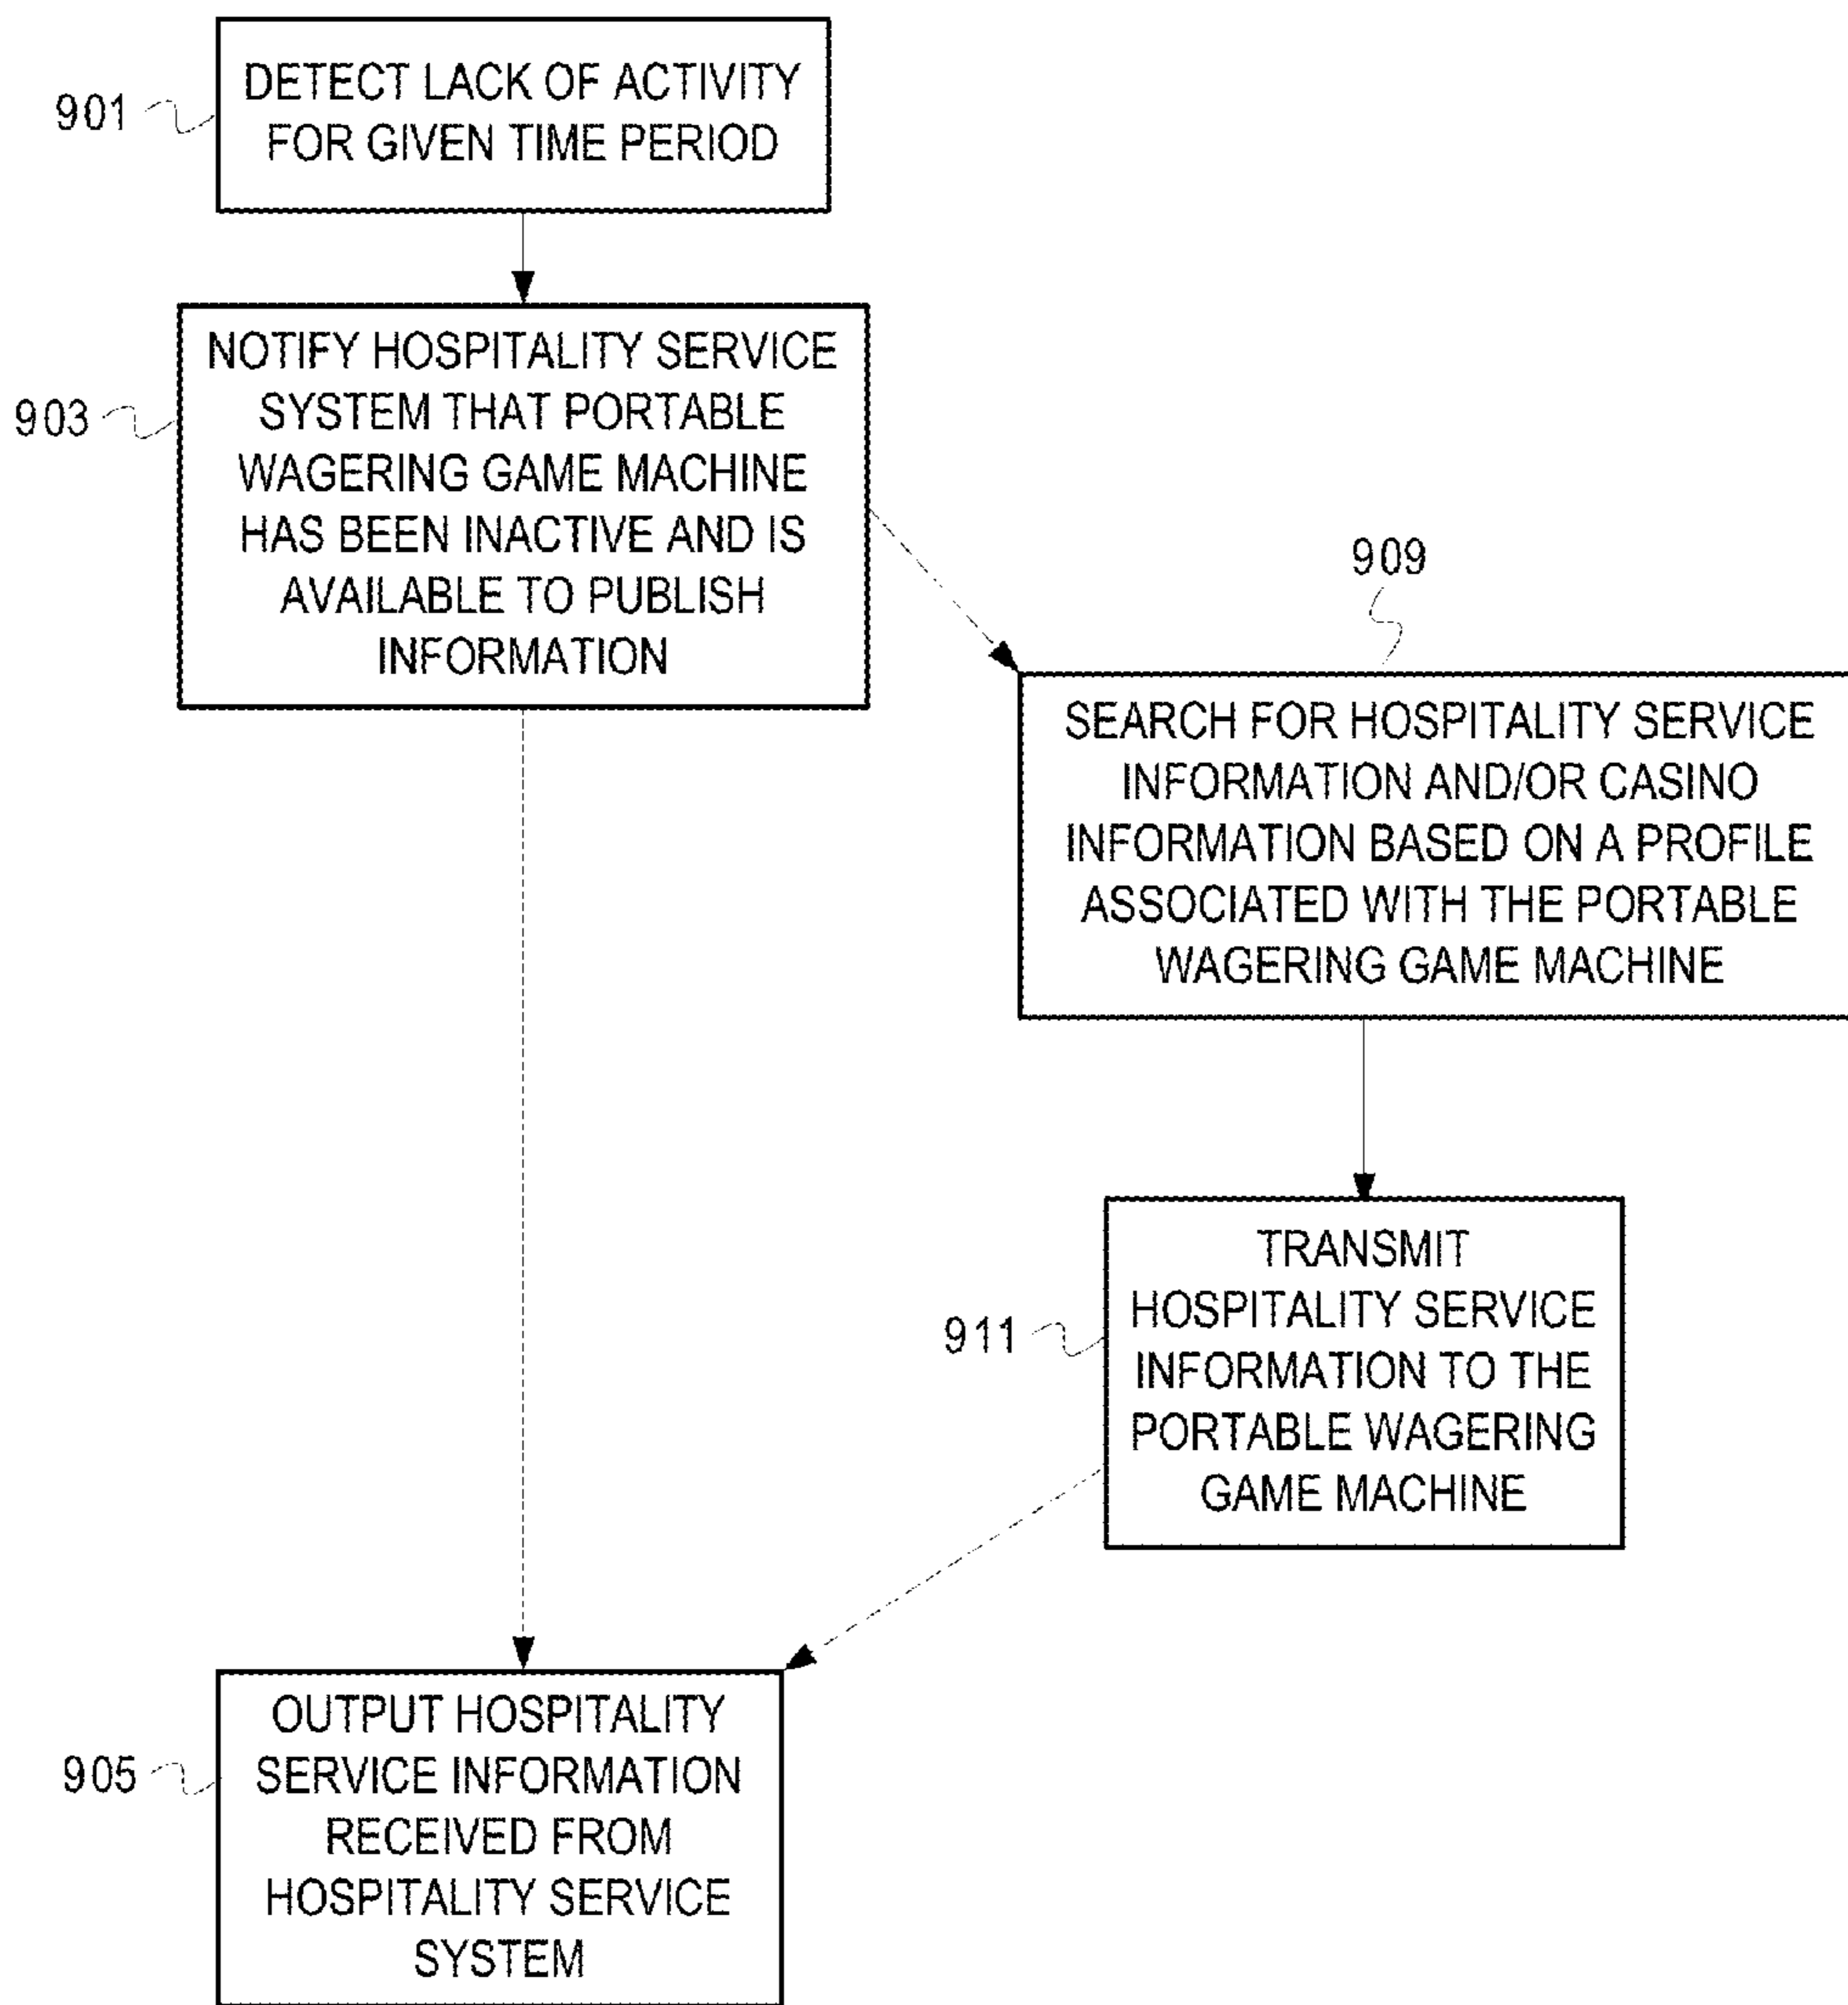 901
DETECT LACK OF ACTIVITY
FOR GIVEN TIME PERIOD
903
NOTIFY HOSPITALITY SERVICE
SYSTEM THAT PORTABLE
WAGERING GAME MACHINE
HAS BEEN INACTIVE AND IS
AVAILABLE TO PUBLISH
INFORMATION
909
SEARCH FOR HOSPITALITY SERVICE
INFORMATION AND/OR CASINO
INFORMATION BASED ON A PROFILE
ASSOCIATED WITH THE PORTABLE
WAGERING GAME MACHINE
911
TRANSMIT
HOSPITALITY SERVICE
INFORMATION TO THE
PORTABLE WAGERING
GAME MACHINE
905
OUTPUT HOSPITALITY
SERVICE INFORMATION
RECEIVED FROM
HOSPITALITY SERVICE
SYSTEM